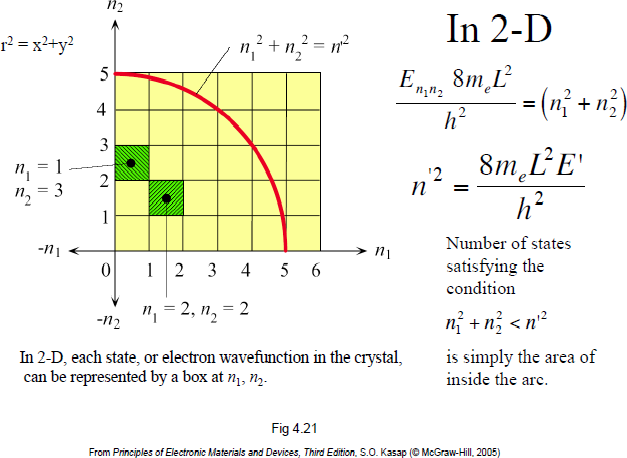 n₂
In 2-D
r² = x²+y²
n₁² + n₂² = n'²
5
4
3
2
1
n₁ = 1
n₂ = 3
-n₁
n₁
0 1 2 3 4 5 6
-n₂
n₁ = 2, n₂ = 2
E_{n₁n₂} 8mₑL² / h² = (n₁² + n₂²)
n'² = 8mₑL²E' / h²
Number of states
satisfying the
condition
n₁² + n₂² < n'²
is simply the area of
inside the arc.
In 2-D, each state, or electron wavefunction in the crystal,
can be represented by a box at n₁, n₂.
Fig 4.21
From Principles of Electronic Materials and Devices, Third Edition, S.O. Kasap (© McGraw-Hill, 2005)